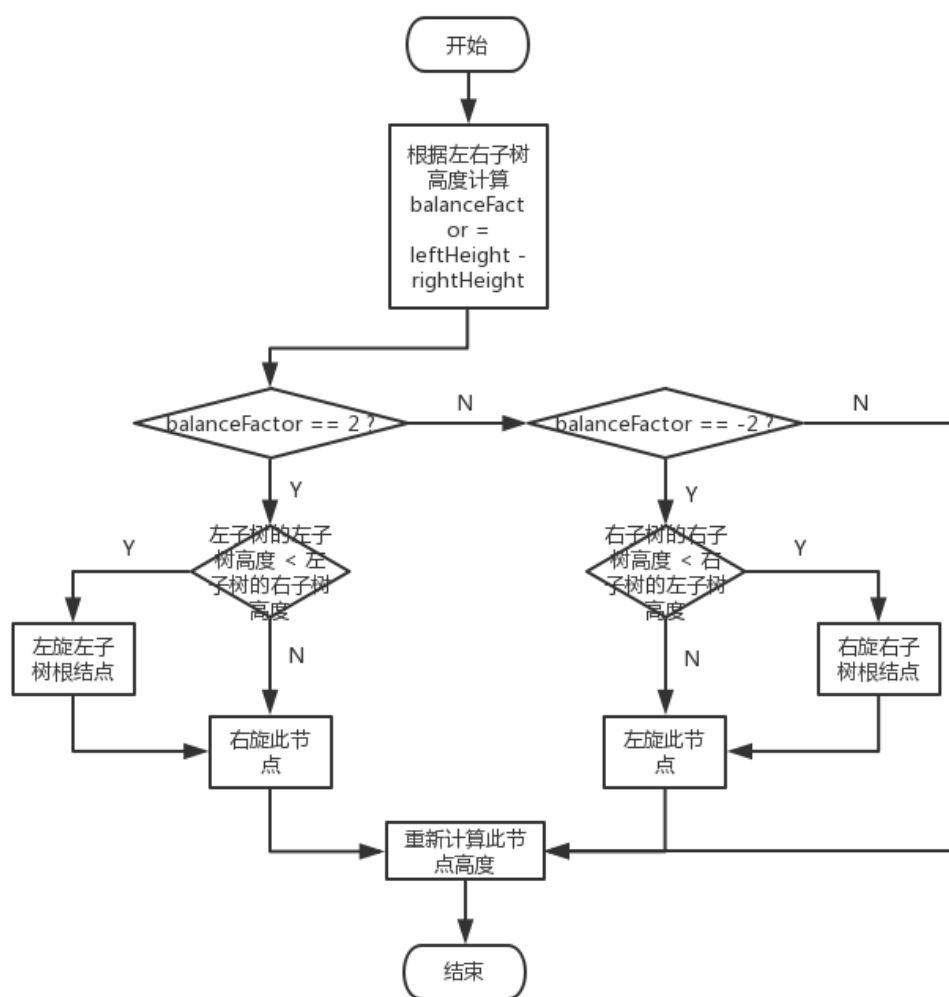 开始
根据左右子树
高度计算
balanceFact
or =
leftHeight -
rightHeight
balanceFactor == 2 ?
N
balanceFactor == -2 ?
N
Y
Y
左子树的左子
树高度 < 左
子树的右子树
高度
Y
右子树的右子
树高度 < 右
子树的左子树
高度
Y
左旋左子
树根结点
N
N
右旋右子
树根结点
右旋此节
点
左旋此节
点
重新计算此节
点高度
结束